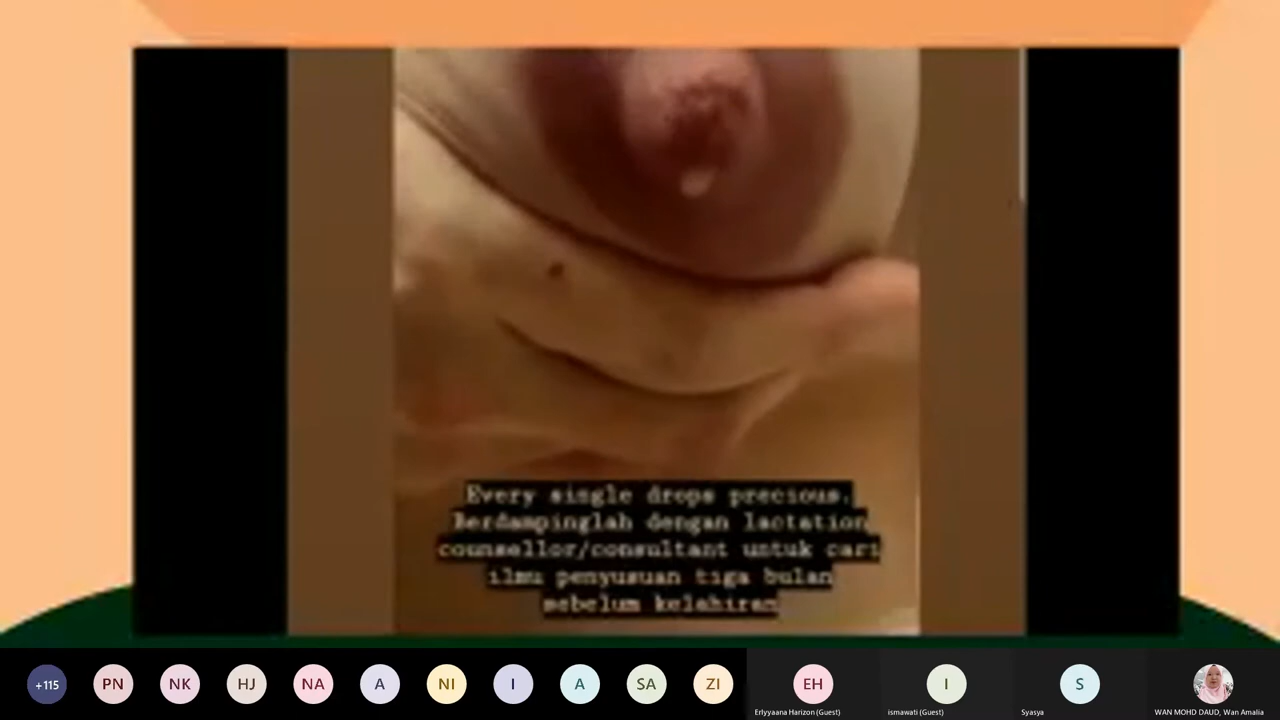 Every single drops precious.
Berdampinglah dengan lactation
counsellor/consultant untuk cari
ilmu penyusuan tiga bulan
sebelum kelahiran
+115
PN
NK
HJ
NA
A
NI
I
A
SA
ZI
EH
I
S
Erlyyaana Harizon (Guest)
ismawati (Guest)
Syasya
WAN MOHD DAUD, Wan Amalia